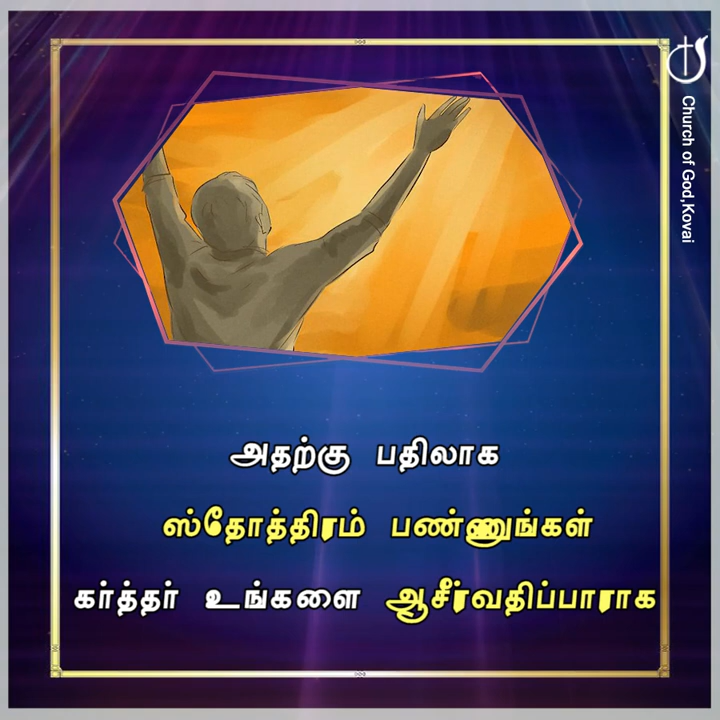 Church of God,Kovai
அதற்கு பதிலாக
ஸ்தோத்திரம் பண்ணுங்கள்
கர்த்தர் உங்களை ஆசீர்வதிப்பாராக